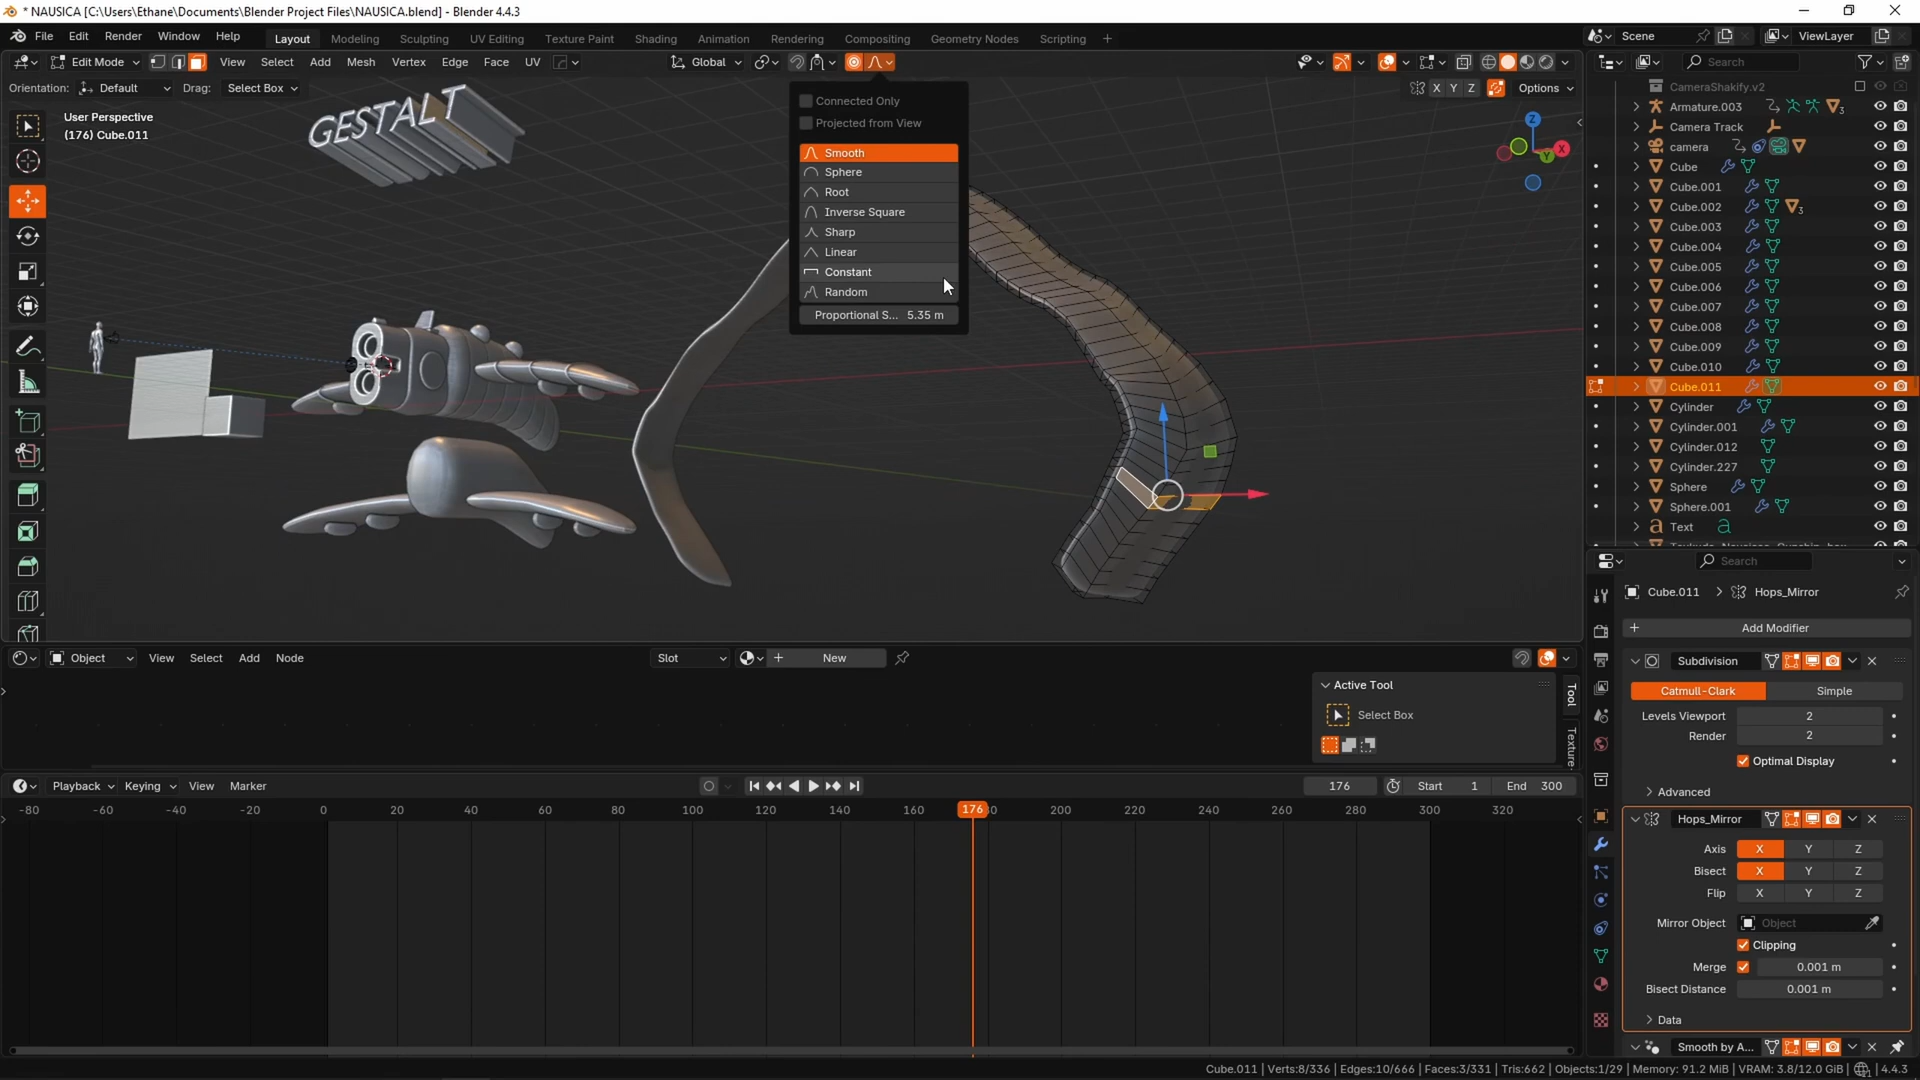 * NAUSICA [C:\Users\Ethane\Documents\Blender Project Files\NAUSICA.blend] - Blender 4.4.3
File Edit Render Window Help Layout Modeling Sculpting UV Editing Texture Paint Shading Animation Rendering Compositing Geometry Nodes Scripting + Scene ViewLayer
Edit Mode View Select Add Mesh Vertex Edge Face UV Global Search
Orientation: Default Drag: Select Box X Y Z Options
User Perspective
(176) Cube.011
GESTALT
Connected Only
Projected from View
Smooth
Sphere
Root
Inverse Square
Sharp
Linear
Constant
Random
Proportional S... 5.35 m
Z
X
Y
CameraShakify.v2
Armature.003 3
Camera Track
camera
Cube
Cube.001
Cube.002 3
Cube.003
Cube.004
Cube.005
Cube.006
Cube.007
Cube.008
Cube.009
Cube.010
Cube.011
Cylinder
Cylinder.001
Cylinder.012
Cylinder.227
Sphere
Sphere.001
Text
Search
Cube.011 > Hops_Mirror
+ Add Modifier
Subdivision
Catmull-Clark Simple
Levels Viewport 2
Render 2
Optimal Display
Advanced
Hops_Mirror
Axis X Y Z
Bisect X Y Z
Flip X Y Z
Mirror Object Object
Clipping
Merge 0.001 m
Bisect Distance 0.001 m
Data
Smooth by A...
Object View Select Add Node Slot + New
Active Tool
Select Box
Tool
Texture
Playback Keying View Marker 176 Start 1 End 300
-80 -60 -40 -20 0 20 40 60 80 100 120 140 160 176 200 220 240 260 280 300 320
Cube.011 | Verts:8/336 | Edges:10/666 | Faces:3/331 | Tris:662 | Objects:1/29 | Memory: 91.2 MiB | VRAM: 3.8/12.0 GiB | 4.4.3